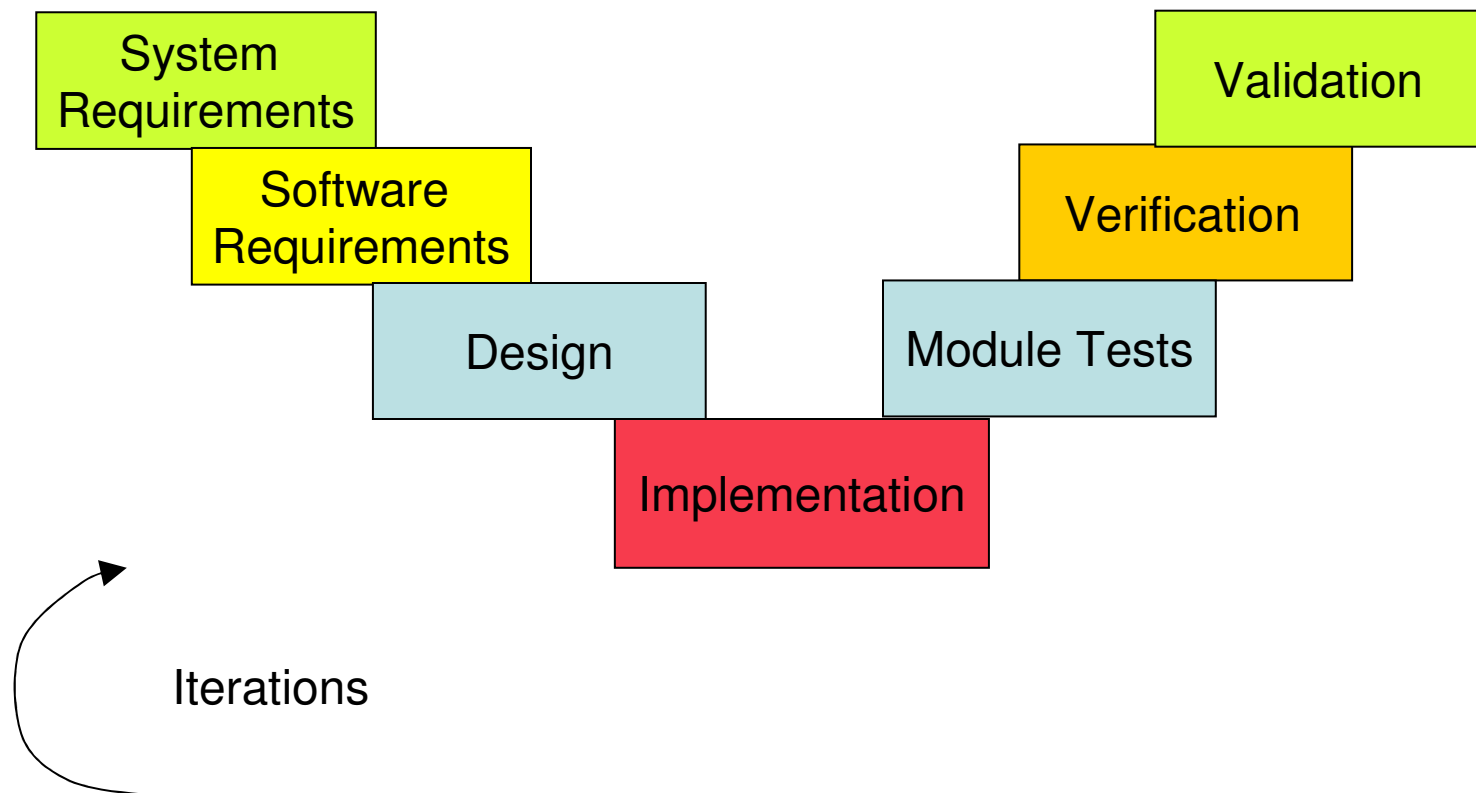 System
Requirements
Software
Requirements
Design
Implementation
Module Tests
Verification
Validation
Iterations